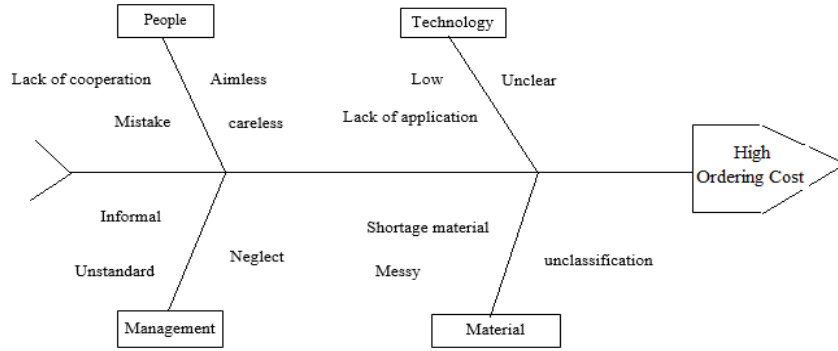 People
Technology
Lack of cooperation
Aimless
Low
Unclear
Mistake
careless
Lack of application
High
Ordering Cost
Informal
Shortage material
Neglect
unclassification
Unstandard
Messy
Management
Material